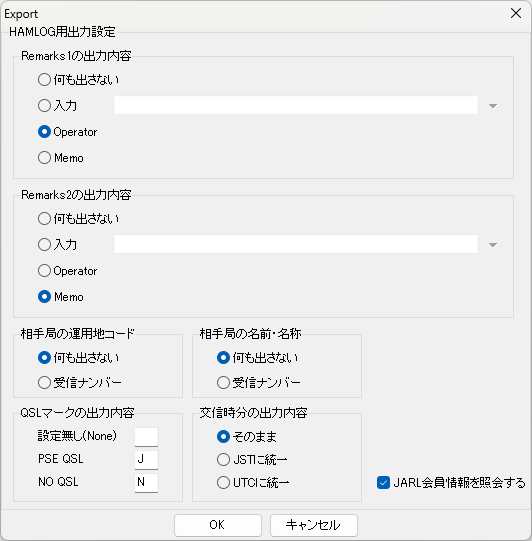 Export
HAMLOG用出力設定
Remarks1の出力内容
何も出さない
入力
Operator
Memo
Remarks2の出力内容
何も出さない
入力
Operator
Memo
相手局の運用地コード
何も出さない
受信ナンバー
相手局の名前・名称
何も出さない
受信ナンバー
QSLマークの出力内容
設定無し(None)
PSE QSL J
NO QSL N
交信時分の出力内容
そのまま
JSTに統一
UTCに統一
JARL会員情報を照会する
OK キャンセル